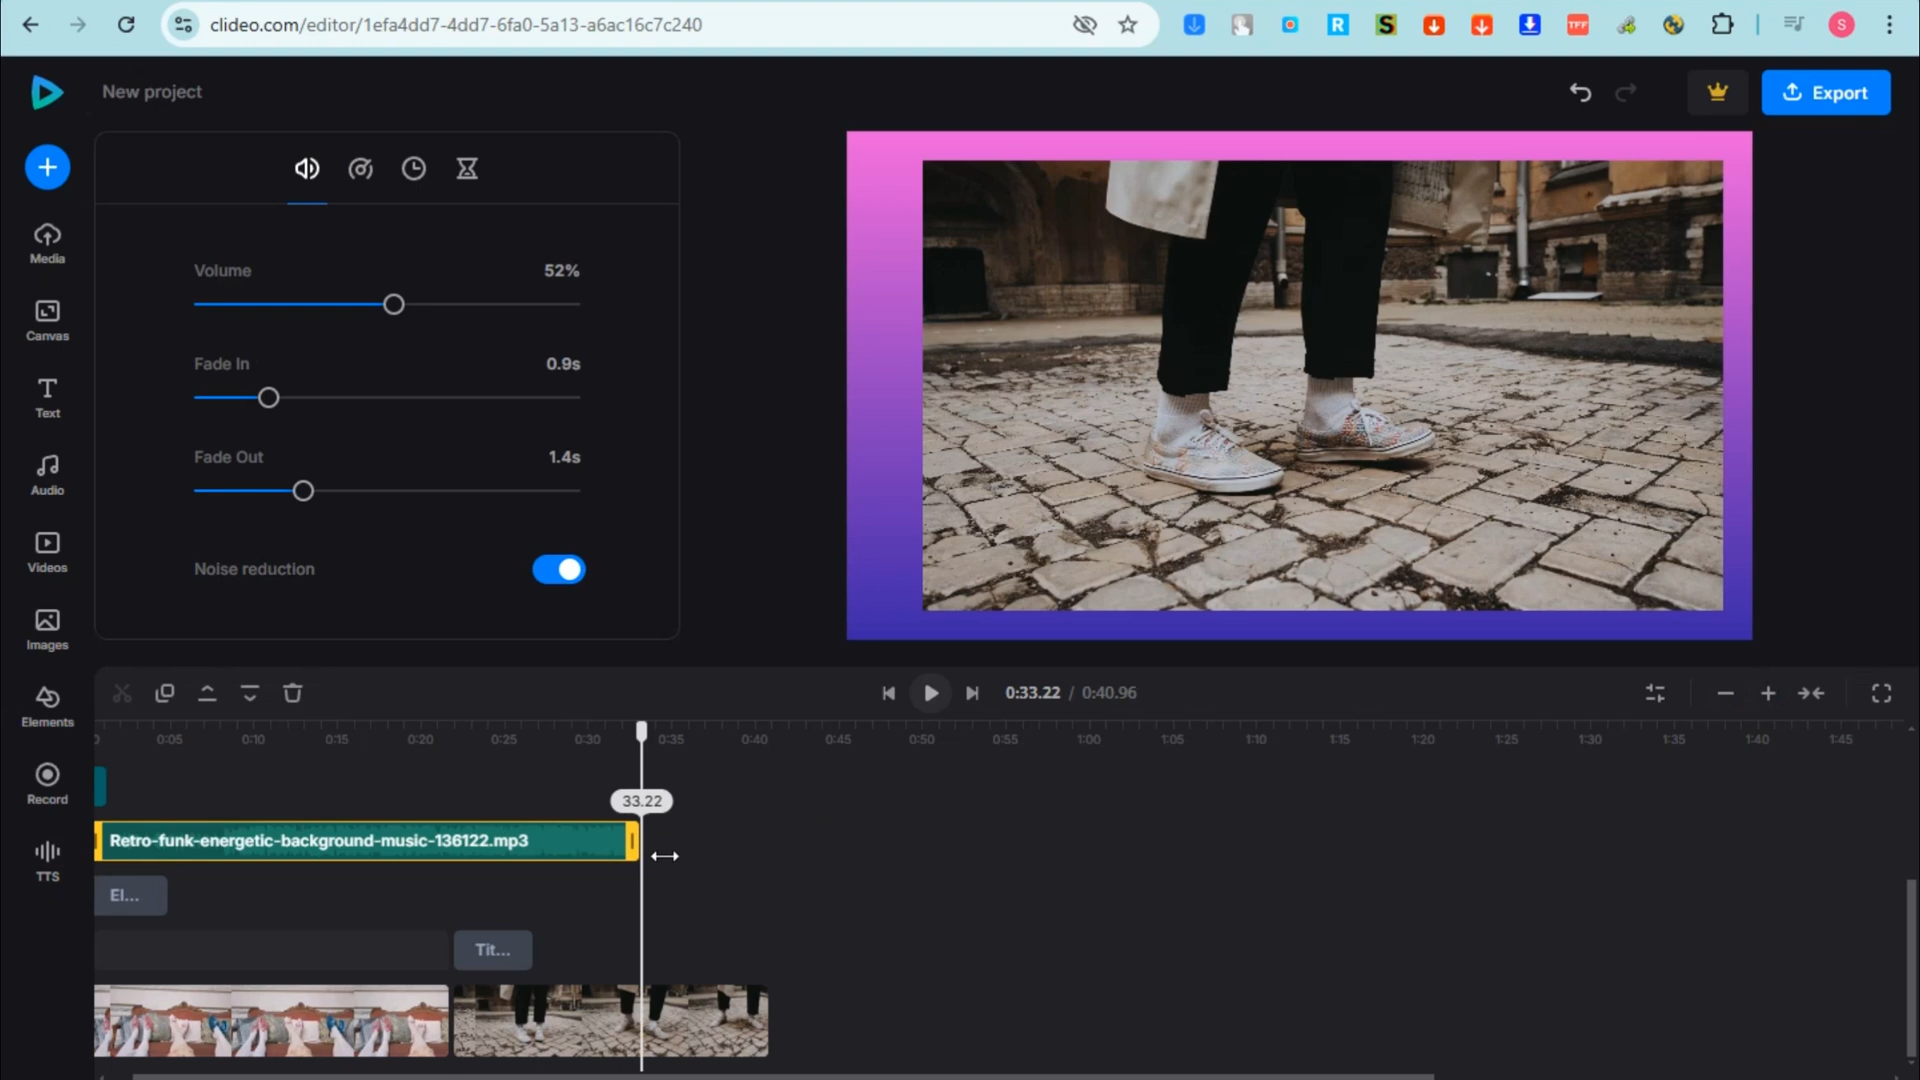 clideo.com/editor/1efa4dd7-4dd7-6fa0-5a13-a6ac16c7c240
R
S
TFF
S
New project
Export
Media
Canvas
Text
Audio
Videos
Images
Elements
Record
TTS
Volume 52%
Fade In 0.9s
Fade Out 1.4s
Noise reduction
0:33.22 / 0:40.96
0 0:05 0:10 0:15 0:20 0:25 0:30 0:35 0:40 0:45 0:50 0:55 1:00 1:05 1:10 1:15 1:20 1:25 1:30 1:35 1:40 1:45
33.22
Retro-funk-energetic-background-music-136122.mp3
El...
Tit...